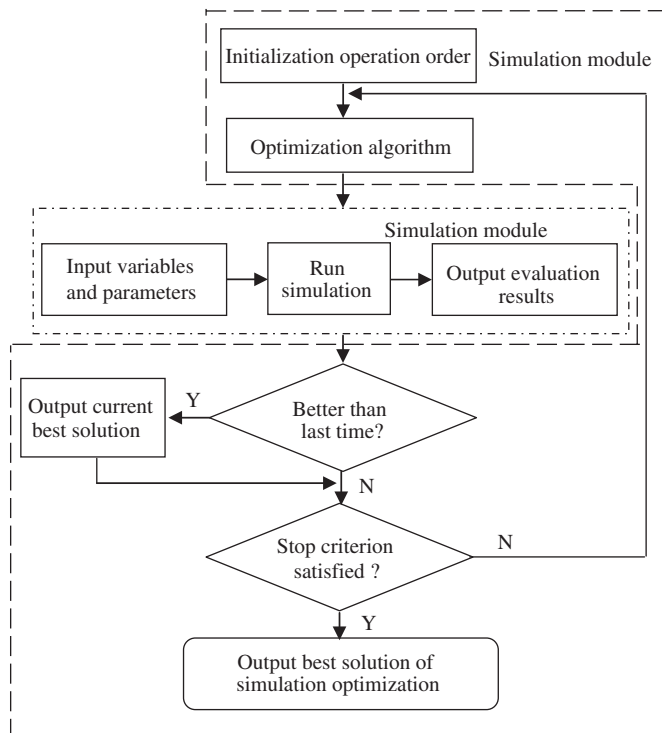 Initialization operation order
Simulation module
Optimization algorithm
Simulation module
Input variables
and parameters
Run
simulation
Output evaluation
results
Y
Output current
best solution
Better than
last time?
N
Stop criterion
satisfied ?
N
Y
Output best solution of
simulation optimization